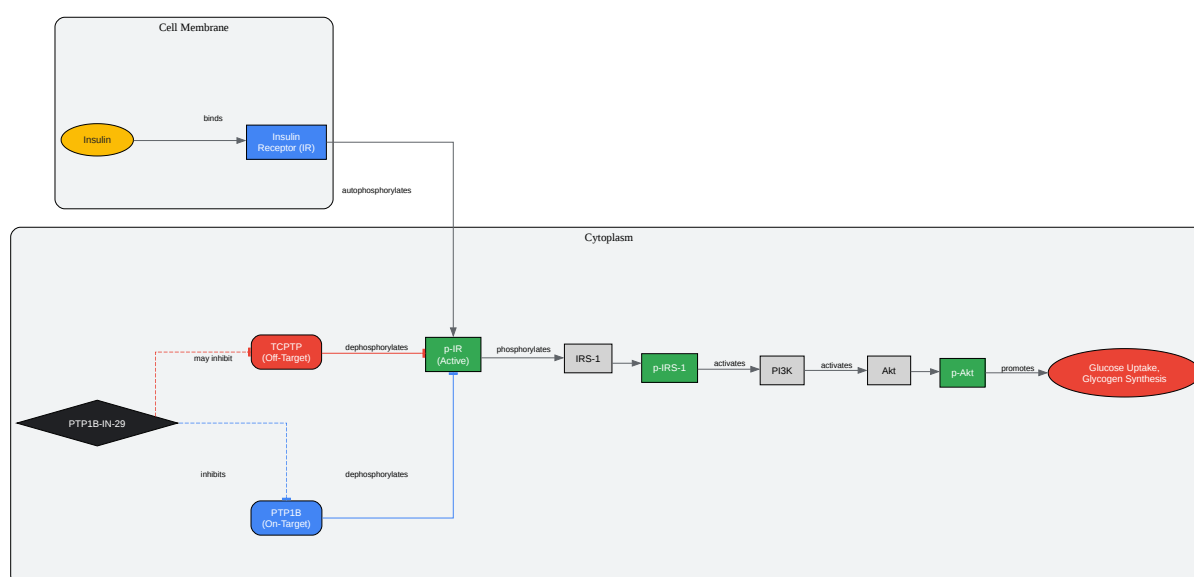 Cell Membrane
Insulin
binds
Insulin
Receptor (IR)
autophosphorylates
Cytoplasm
PTP1B-IN-29
may inhibit
TCPTP
(Off-Target)
dephosphorylates
p-IR
(Active)
phosphorylates
IRS-1
p-IRS-1
activates
PI3K
activates
Akt
p-Akt
promotes
Glucose Uptake,
Glycogen Synthesis
inhibits
PTP1B
(On-Target)
dephosphorylates